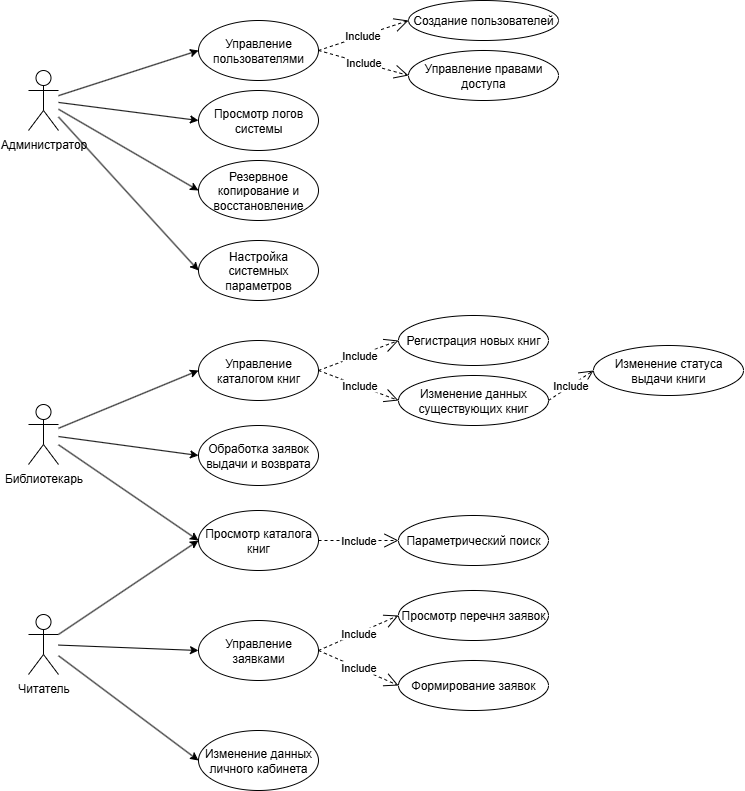 Создание пользователей
Include
Управление
пользователями
Include
Управление правами
доступа
Администратор
Просмотр логов
системы
Резервное
копирование и
восстановление
Настройка
системных
параметров
Регистрация новых книг
Include
Управление
каталогом книг
Изменение статуса
выдачи книги
Include
Include
Изменение данных
существующих книг
Библиотекарь
Обработка заявок
выдачи и возврата
Просмотр каталога
книг
Include
Параметрический поиск
Просмотр перечня заявок
Include
Управление
заявками
Include
Формирование заявок
Читатель
Изменение данных
личного кабинета